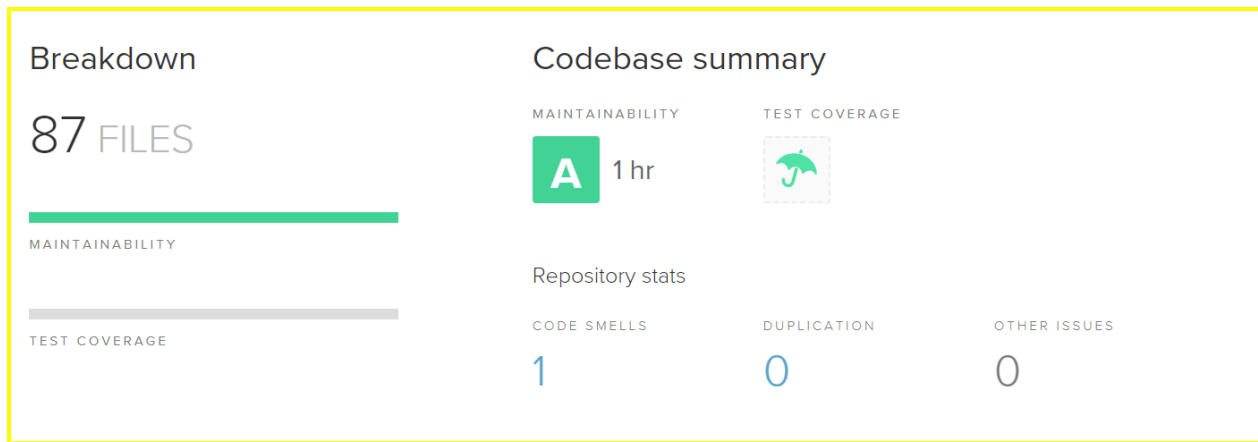 Breakdown
87 FILES
MAINTAINABILITY
TEST COVERAGE
Codebase summary
MAINTAINABILITY
TEST COVERAGE
A
1 hr
Repository stats
CODE SMELLS
DUPLICATION
OTHER ISSUES
1
0
0